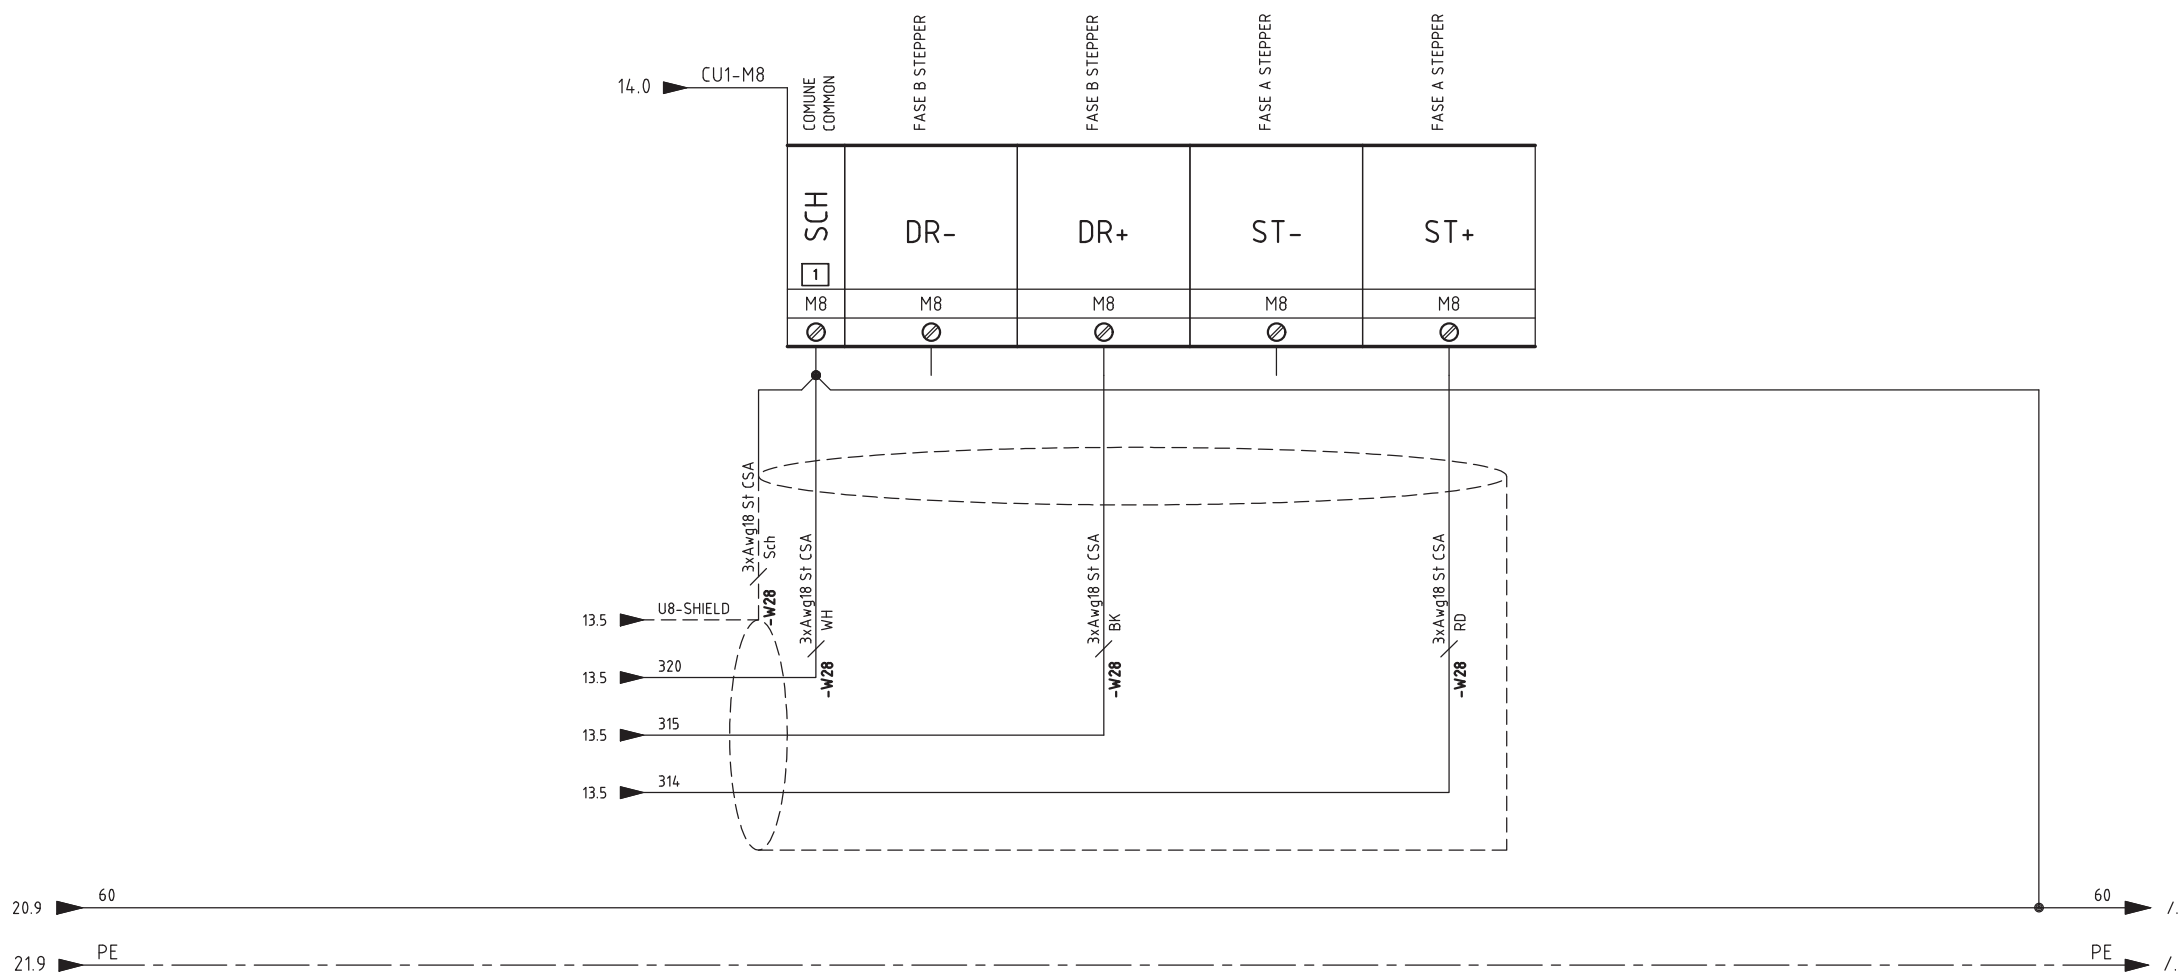 FASE B STEPPER
FASE B STEPPER
FASE A STEPPER
FASE A STEPPER
14.0
CU1-M8
COMUNE
COMMON
SCH
DR-
DR+
ST-
ST+
1
M8
M8
M8
M8
M8
3xAwg18 St CSA
Sch
-W28
3xAwg18 St CSA
WH
-W28
3xAwg18 St CSA
BK
-W28
3xAwg18 St CSA
RD
-W28
13.5
U8-SHIELD
13.5
320
13.5
315
13.5
314
20.9
60
60
21.9
PE
PE